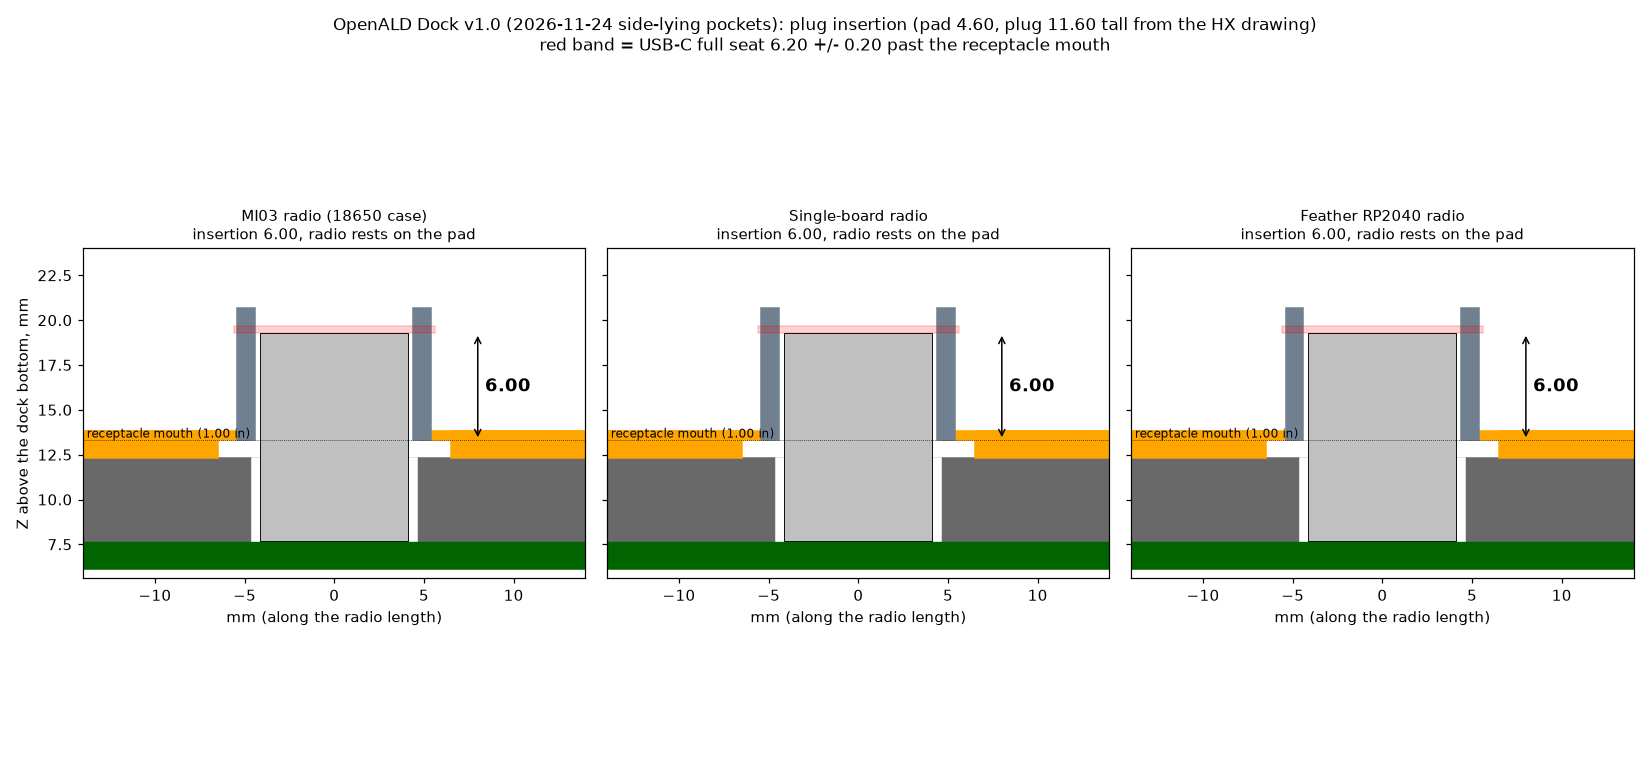 OpenALD Dock v1.0 (2026-11-24 side-lying pockets): plug insertion (pad 4.60, plug 11.60 tall from the HX drawing)
red band = USB-C full seat 6.20 +/- 0.20 past the receptacle mouth
MI03 radio (18650 case)
insertion 6.00, radio rests on the pad
Single-board radio
insertion 6.00, radio rests on the pad
Feather RP2040 radio
insertion 6.00, radio rests on the pad
Z above the dock bottom, mm
22.5
20.0
17.5
15.0
12.5
10.0
7.5
6.00
6.00
6.00
receptacle mouth (1.00 in)
receptacle mouth (1.00 in)
receptacle mouth (1.00 in)
−10 −5 0 5 10
−10 −5 0 5 10
−10 −5 0 5 10
mm (along the radio length)
mm (along the radio length)
mm (along the radio length)